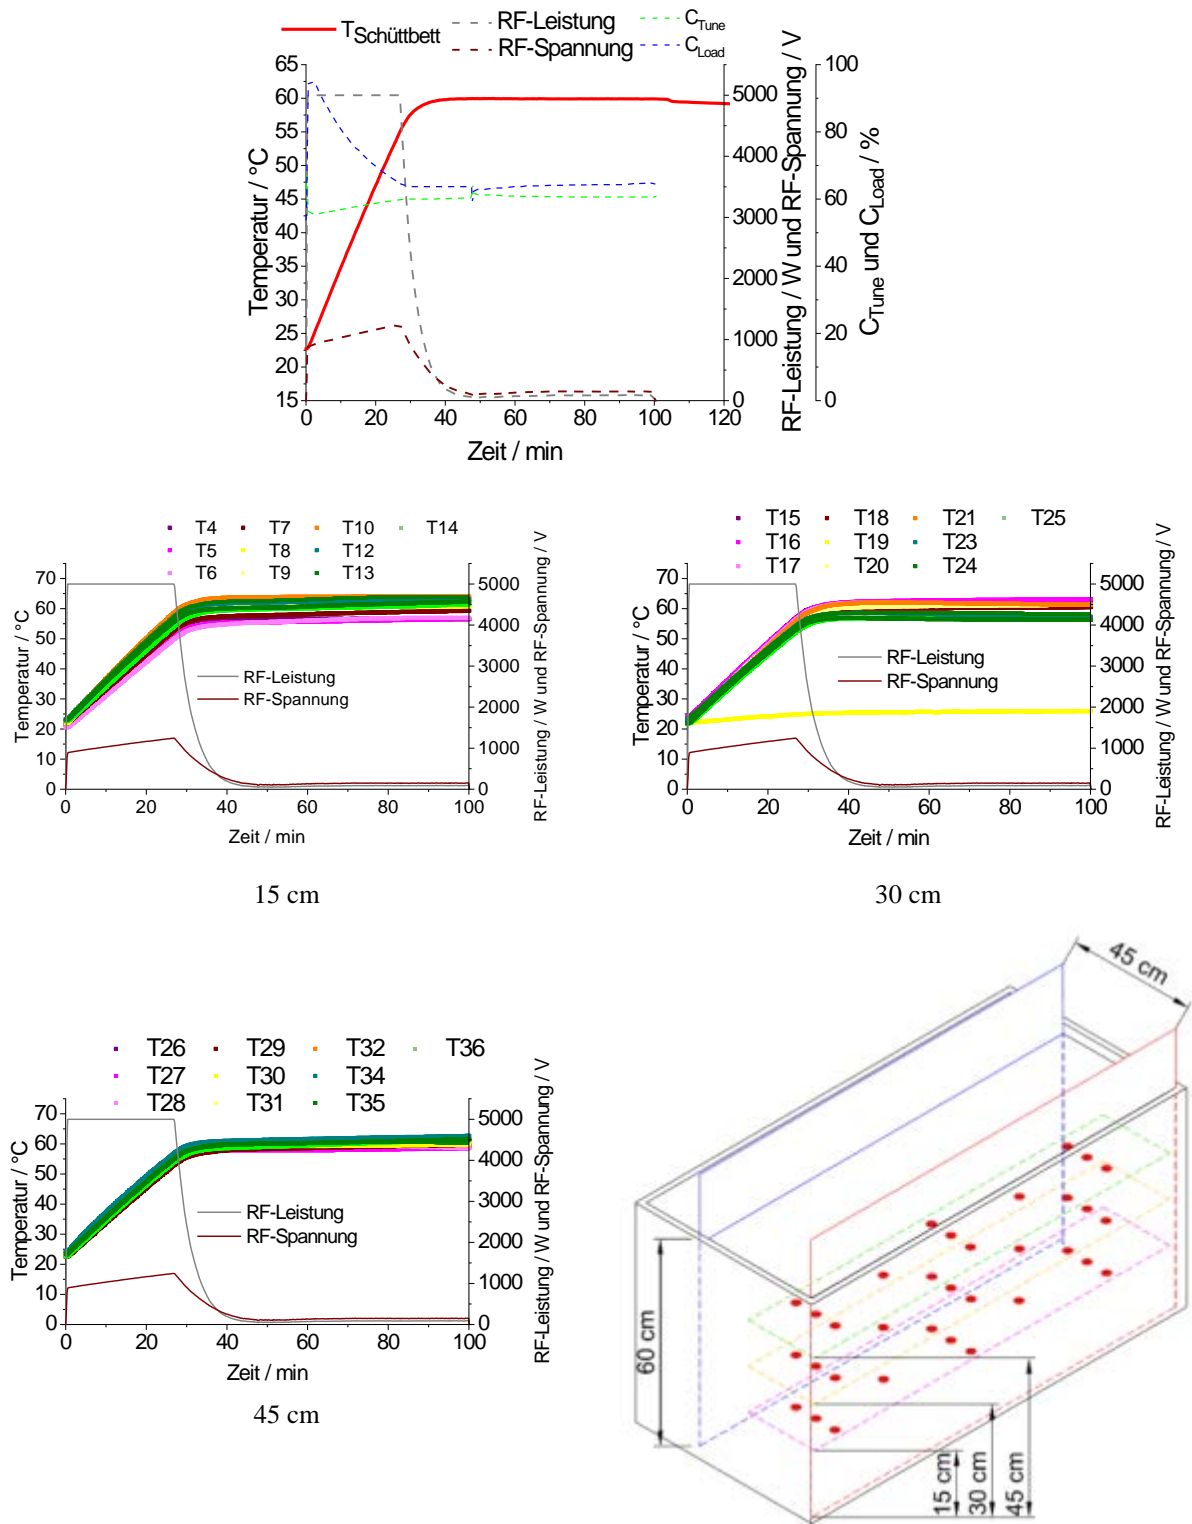 T_Schüttbett RF-Leistung C_Tune
RF-Spannung C_Load
65 60 55 50 45 40 35 30 25 20 15
Temperatur / °C
5000 4000 3000 2000 1000 0
RF-Leistung / W und RF-Spannung / V
100 80 60 40 20 0
C_Tune und C_Load / %
0 20 40 60 80 100 120
Zeit / min
T4 T7 T10 T14
T5 T8 T12
T6 T9 T13
70 60 50 40 30 20 10 0
Temperatur / °C
RF-Leistung
RF-Spannung
5000 4000 3000 2000 1000 0
RF-Leistung / W und RF-Spannung / V
0 20 40 60 80 100
Zeit / min
15 cm
T15 T18 T21 T25
T16 T19 T23
T17 T20 T24
70 60 50 40 30 20 10 0
Temperatur / °C
RF-Leistung
RF-Spannung
5000 4000 3000 2000 1000 0
RF-Leistung / W und RF-Spannung / V
0 20 40 60 80 100
Zeit / min
30 cm
T26 T29 T32 T36
T27 T30 T34
T28 T31 T35
70 60 50 40 30 20 10 0
Temperatur / °C
RF-Leistung
RF-Spannung
5000 4000 3000 2000 1000 0
RF-Leistung / W und RF-Spannung / V
0 20 40 60 80 100
Zeit / min
45 cm
45 cm
60 cm
15 cm
30 cm
45 cm